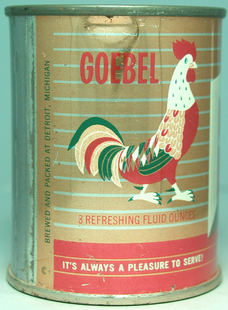 GOEBEL
BREWED AND PACKED AT DETROIT, MICHIGAN
3 REFRESHING FLUID OUNCES
IT'S ALWAYS A PLEASURE TO SERVE!